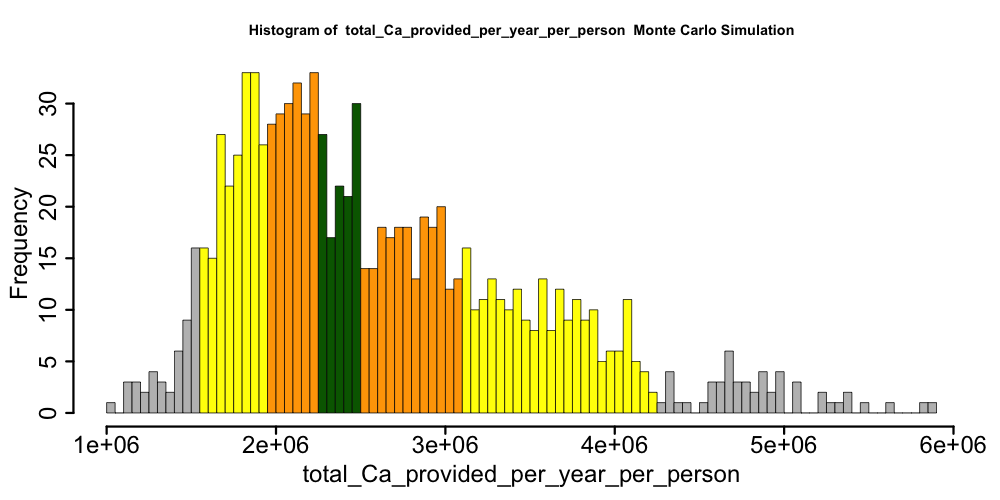 Histogram of  total_Ca_provided_per_year_per_person  Monte Carlo Simulation
Frequency
30
25
20
15
10
5
0
1e+06 2e+06 3e+06 4e+06 5e+06 6e+06
total_Ca_provided_per_year_per_person